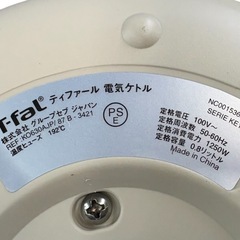 T-faL ティファール 電気ケトル
株式会社 グループセブ ジャパン
REF: KO630AJP/ 87 B - 3421
温度ヒューズ 192℃
PS
E
NC001536
SERIE KE
定格電圧 100V~
定格周波数 50-60Hz
定格消費電力 1250W
定格容量 0.8リットル
Made in China